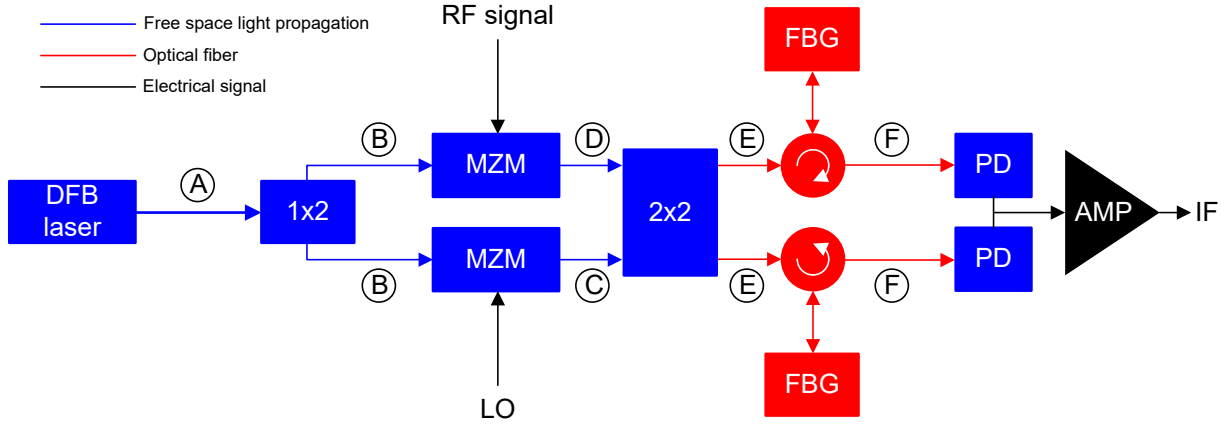 Free space light propagation
Optical fiber
Electrical signal
RF signal
FBG
A
B
MZM
D
E
F
PD
DFB
laser
1x2
2x2
AMP
IF
B
MZM
C
E
F
PD
LO
FBG